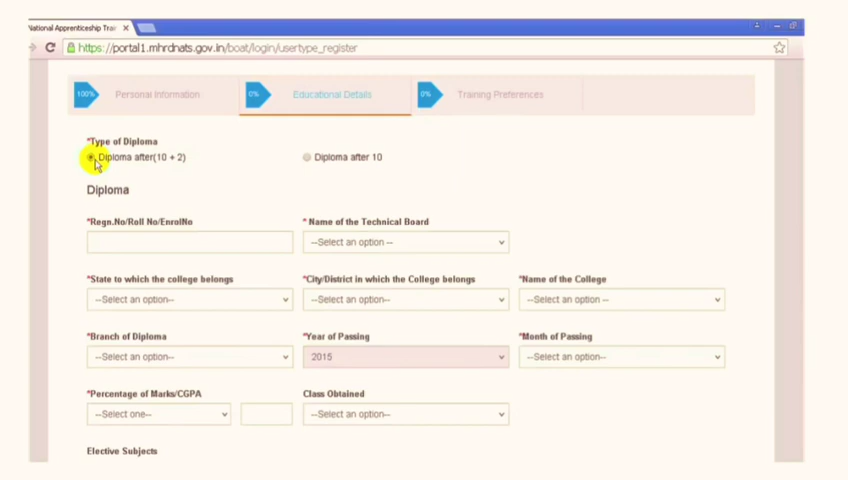 National Apprenticeship Trai ×
https://portal1.mhrdnats.gov.in/boat/login/usertype_register
100% Personal Information 0% Educational Details 0% Training Preferences
*Type of Diploma
Diploma after(10 + 2) Diploma after 10
Diploma
*Regn.No/Roll No/EnrolNo * Name of the Technical Board
--Select an option --
*State to which the college belongs *City/District in which the College belongs *Name of the College
--Select an option-- --Select an option-- --Select an option --
*Branch of Diploma *Year of Passing *Month of Passing
--Select an option-- 2015 --Select an option--
*Percentage of Marks/CGPA Class Obtained
--Select one-- --Select an option--
Elective Subjects